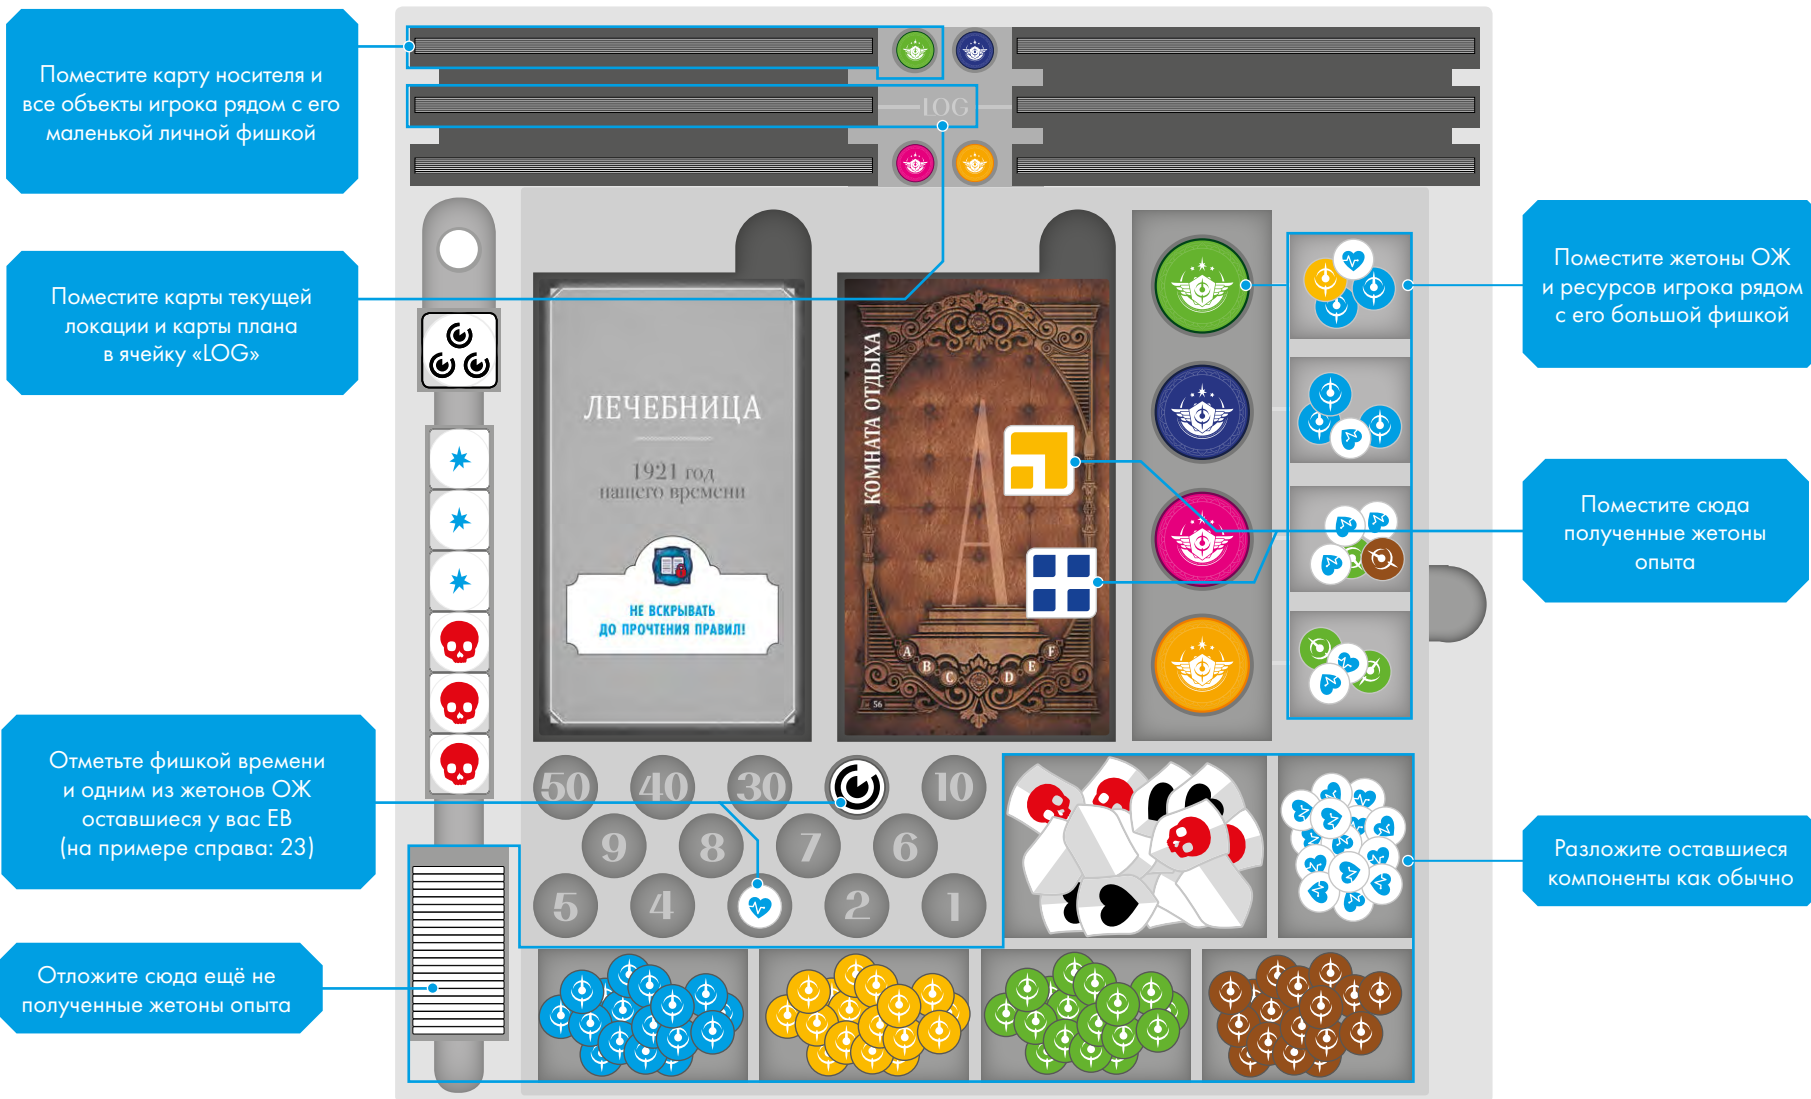 Поместите карту носителя и
все объекты игрока рядом с его
маленькой личной фишкой
LOG
Поместите карты текущей
локации и карты плана
в ячейку «LOG»
Поместите жетоны ОЖ
и ресурсов игрока рядом
с его большой фишкой
ЛЕЧЕБНИЦА
1921 год
нашего времени
НЕ ВСКРЫВАТЬ
ДО ПРОЧТЕНИЯ ПРАВИЛ!
КОМНАТА ОТДЫХА
A
A
B
C
D
E
F
56
Поместите сюда
полученные жетоны
опыта
Отметьте фишкой времени
и одним из жетонов ОЖ
оставшиеся у вас ЕВ
(на примере справа: 23)
50
40
30
10
9
8
7
6
5
4
2
1
Разложите оставшиеся
компоненты как обычно
Отложите сюда ещё не
полученные жетоны опыта